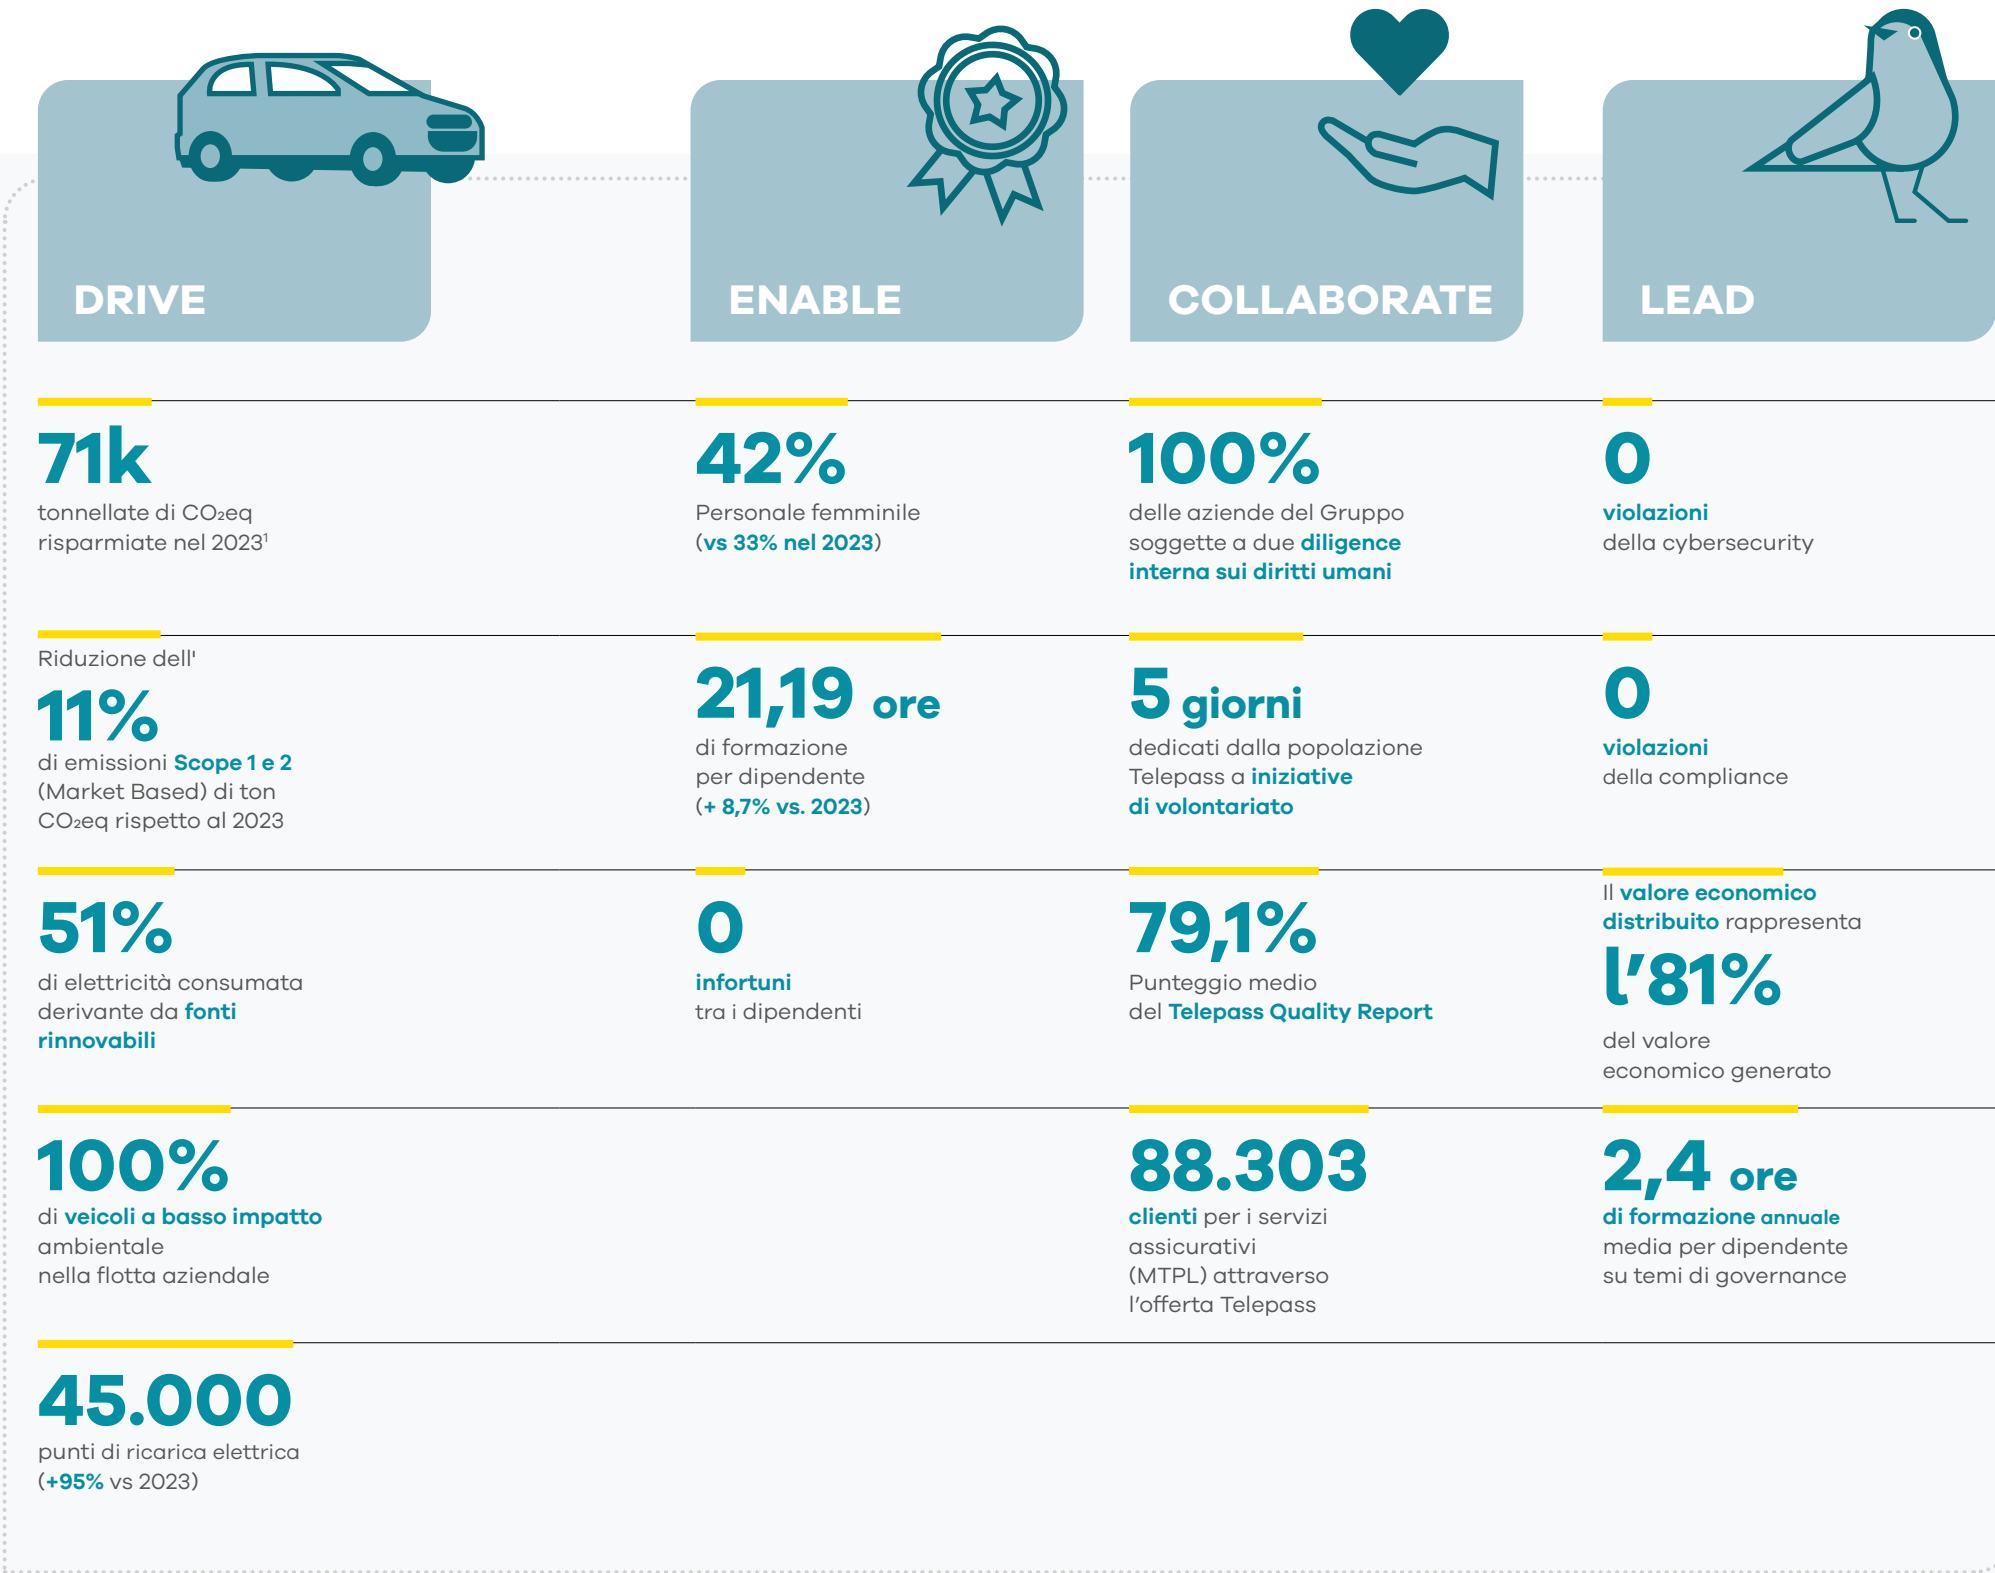 DRIVE
71k
tonnellate di CO₂eq
risparmiate nel 2023¹
Riduzione dell'
11%
di emissioni Scope 1 e 2
(Market Based) di ton
CO₂eq rispetto al 2023
51%
di elettricità consumata
derivante da fonti
rinnovabili
100%
di veicoli a basso impatto
ambientale
nella flotta aziendale
45.000
punti di ricarica elettrica
(+95% vs 2023)
ENABLE
42%
Personale femminile
(vs 33% nel 2023)
21,19 ore
di formazione
per dipendente
(+ 8,7% vs. 2023)
0
infortuni
tra i dipendenti
COLLABORATE
100%
delle aziende del Gruppo
soggette a due diligence
interna sui diritti umani
5 giorni
dedicati dalla popolazione
Telepass a iniziative
di volontariato
79,1%
Punteggio medio
del Telepass Quality Report
88.303
clienti per i servizi
assicurativi
(MTPL) attraverso
l’offerta Telepass
LEAD
0
violazioni
della cybersecurity
0
violazioni
della compliance
Il valore economico
distribuito rappresenta
l’81%
del valore
economico generato
2,4 ore
di formazione annuale
media per dipendente
su temi di governance